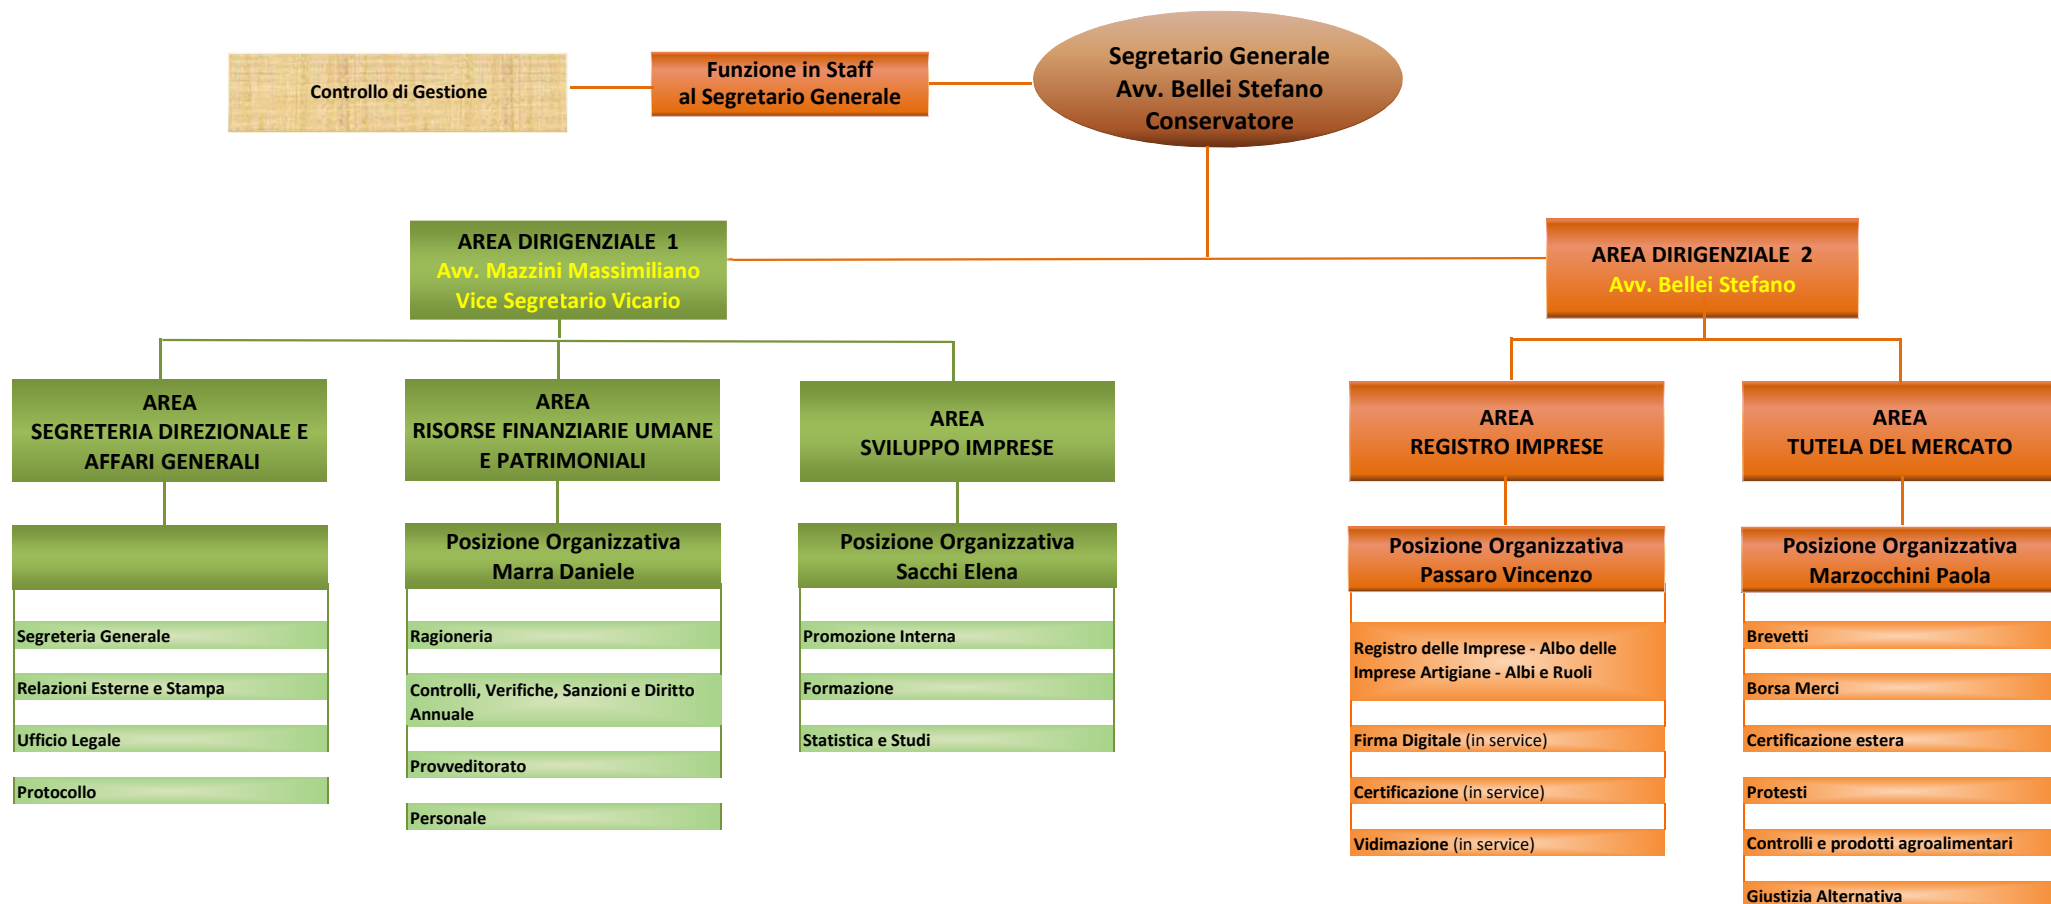 Controllo di Gestione
Funzione in Staff
al Segretario Generale
Segretario Generale
Avv. Bellei Stefano
Conservatore
AREA DIRIGENZIALE 1
Avv. Mazzini Massimiliano
Vice Segretario Vicario
AREA DIRIGENZIALE 2
Avv. Bellei Stefano
AREA
SEGRETERIA DIREZIONALE E
AFFARI GENERALI
AREA
RISORSE FINANZIARIE UMANE
E PATRIMONIALI
AREA
SVILUPPO IMPRESE
AREA
REGISTRO IMPRESE
AREA
TUTELA DEL MERCATO
Segreteria Generale
Relazioni Esterne e Stampa
Ufficio Legale
Protocollo
Posizione Organizzativa
Marra Daniele
Ragioneria
Controlli, Verifiche, Sanzioni e Diritto
Annuale
Provveditorato
Personale
Posizione Organizzativa
Sacchi Elena
Promozione Interna
Formazione
Statistica e Studi
Posizione Organizzativa
Passaro Vincenzo
Registro delle Imprese - Albo delle
Imprese Artigiane - Albi e Ruoli
Firma Digitale (in service)
Certificazione (in service)
Vidimazione (in service)
Posizione Organizzativa
Marzocchini Paola
Brevetti
Borsa Merci
Certificazione estera
Protesti
Controlli e prodotti agroalimentari
Giustizia Alternativa